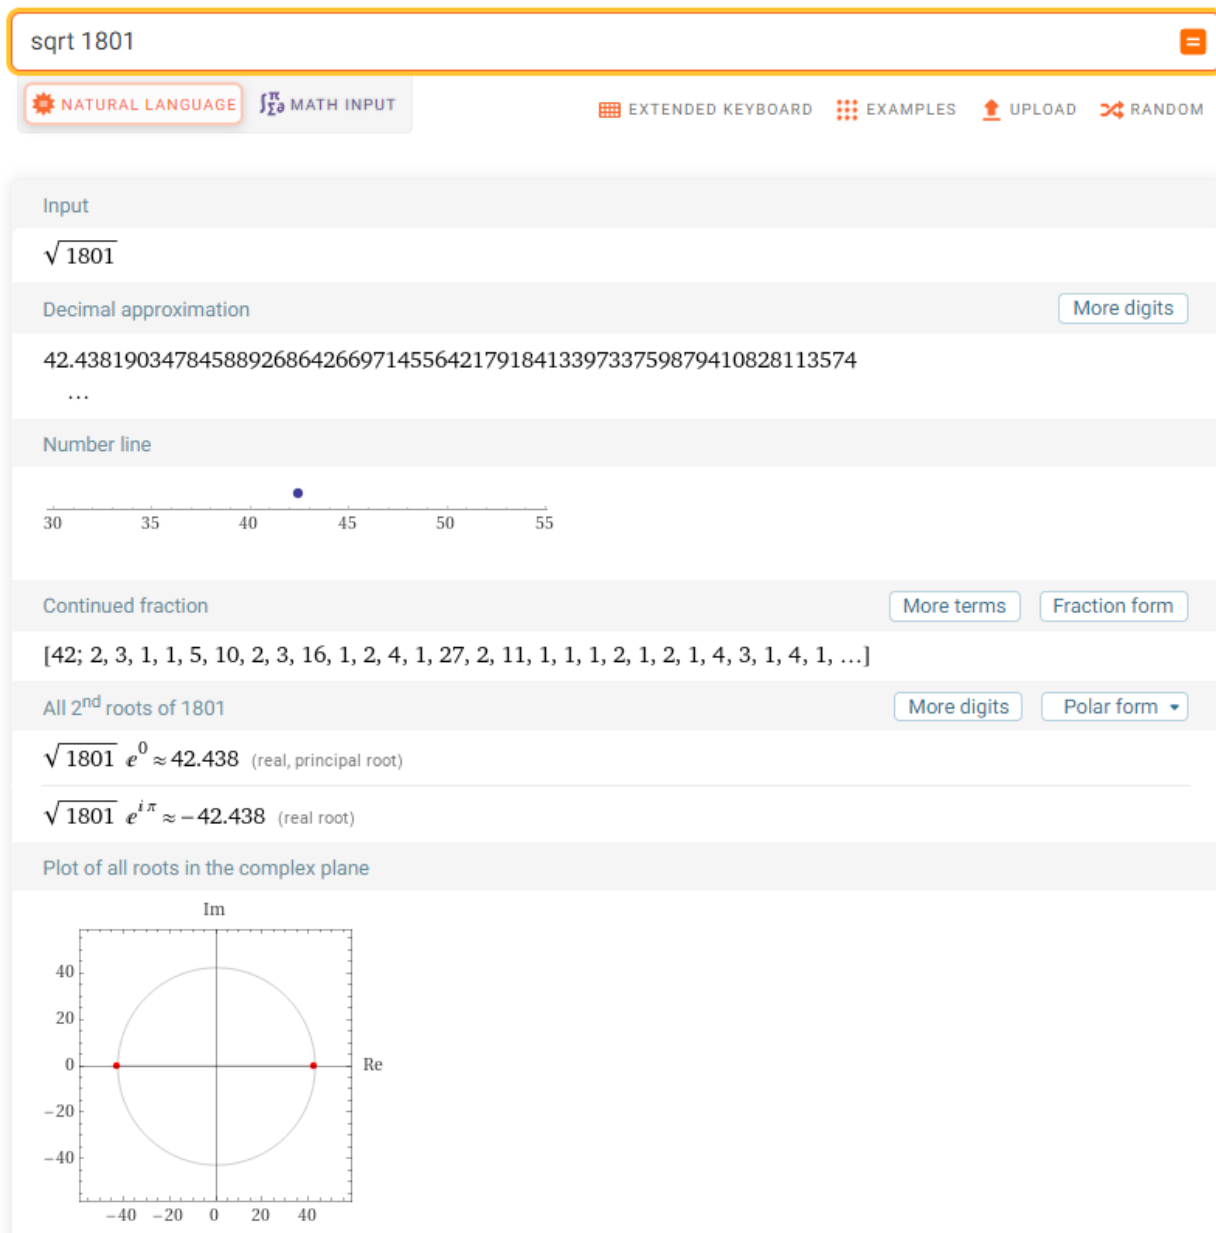 sqrt 1801
NATURAL LANGUAGE MATH INPUT EXTENDED KEYBOARD EXAMPLES UPLOAD RANDOM
Input
√1801
Decimal approximation More digits
42.438190347845889268642669714556421791841339733759879410828113574
…
Number line
30 35 40 45 50 55
Continued fraction More terms Fraction form
[42; 2, 3, 1, 1, 5, 10, 2, 3, 16, 1, 2, 4, 1, 27, 2, 11, 1, 1, 1, 2, 1, 2, 1, 4, 3, 1, 4, 1, …]
All 2nd roots of 1801 More digits Polar form
√1801 e^0 ≈ 42.438 (real, principal root)
√1801 e^(i π) ≈ −42.438 (real root)
Plot of all roots in the complex plane
Im
40
20
0 Re
−20
−40
−40 −20 0 20 40